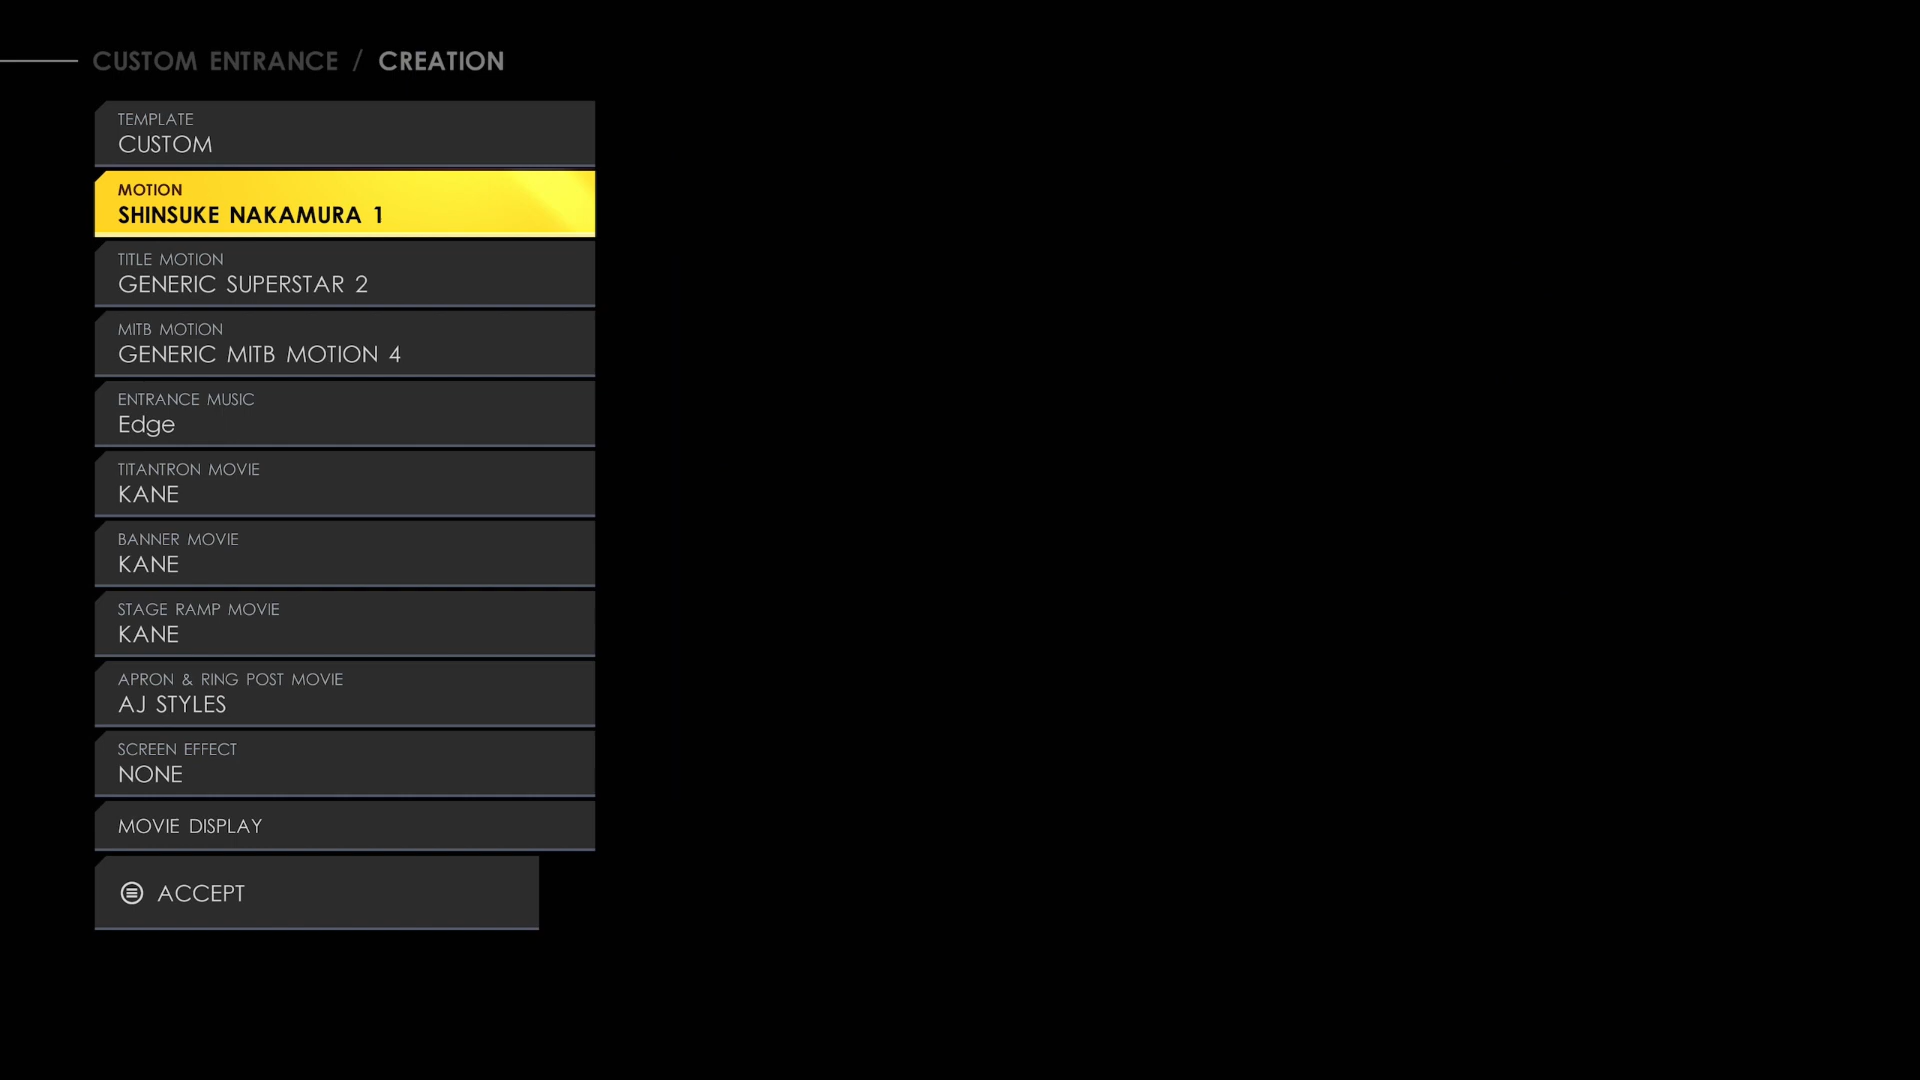 CUSTOM ENTRANCE / CREATION
TEMPLATE
CUSTOM
MOTION
SHINSUKE NAKAMURA 1
TITLE MOTION
GENERIC SUPERSTAR 2
MITB MOTION
GENERIC MITB MOTION 4
ENTRANCE MUSIC
Edge
TITANTRON MOVIE
KANE
BANNER MOVIE
KANE
STAGE RAMP MOVIE
KANE
APRON & RING POST MOVIE
AJ STYLES
SCREEN EFFECT
NONE
MOVIE DISPLAY
ACCEPT